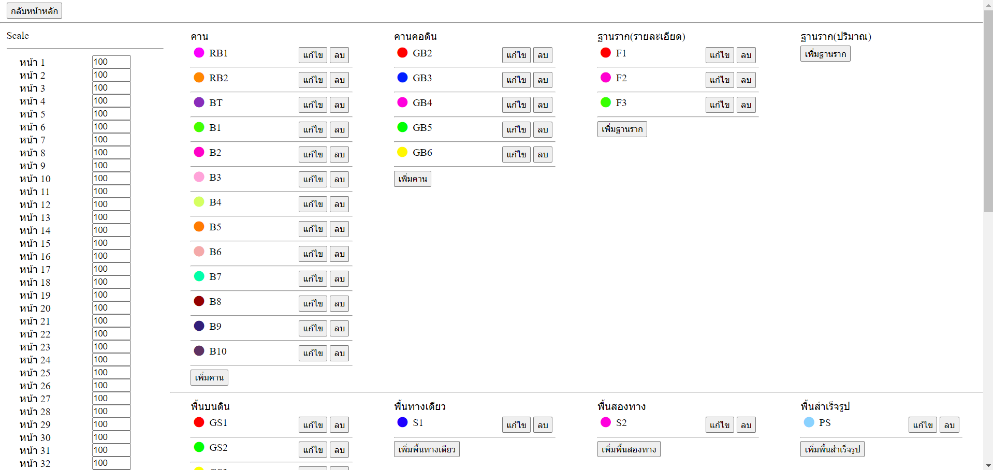 กลับหน้าหลัก
Scale
หน้า 1 100
หน้า 2 100
หน้า 3 100
หน้า 4 100
หน้า 5 100
หน้า 6 100
หน้า 7 100
หน้า 8 100
หน้า 9 100
หน้า 10 100
หน้า 11 100
หน้า 12 100
หน้า 13 100
หน้า 14 100
หน้า 15 100
หน้า 16 100
หน้า 17 100
หน้า 18 100
หน้า 19 100
หน้า 20 100
หน้า 21 100
หน้า 22 100
หน้า 23 100
หน้า 24 100
หน้า 25 100
หน้า 26 100
หน้า 27 100
หน้า 28 100
หน้า 29 100
หน้า 30 100
หน้า 31 100
หน้า 32 100
คาน
RB1 แก้ไข ลบ
RB2 แก้ไข ลบ
BT แก้ไข ลบ
B1 แก้ไข ลบ
B2 แก้ไข ลบ
B3 แก้ไข ลบ
B4 แก้ไข ลบ
B5 แก้ไข ลบ
B6 แก้ไข ลบ
B7 แก้ไข ลบ
B8 แก้ไข ลบ
B9 แก้ไข ลบ
B10 แก้ไข ลบ
เพิ่มคาน
คานคอดิน
GB2 แก้ไข ลบ
GB3 แก้ไข ลบ
GB4 แก้ไข ลบ
GB5 แก้ไข ลบ
GB6 แก้ไข ลบ
เพิ่มคาน
ฐานราก(รายละเอียด)
F1 แก้ไข ลบ
F2 แก้ไข ลบ
F3 แก้ไข ลบ
เพิ่มฐานราก
ฐานราก(ปริมาณ)
เพิ่มฐานราก
พื้นบนดิน
GS1 แก้ไข ลบ
GS2 แก้ไข ลบ
พื้นทางเดียว
S1 แก้ไข ลบ
เพิ่มพื้นทางเดียว
พื้นสองทาง
S2 แก้ไข ลบ
เพิ่มพื้นสองทาง
พื้นสำเร็จรูป
PS แก้ไข ลบ
เพิ่มพื้นสำเร็จรูป